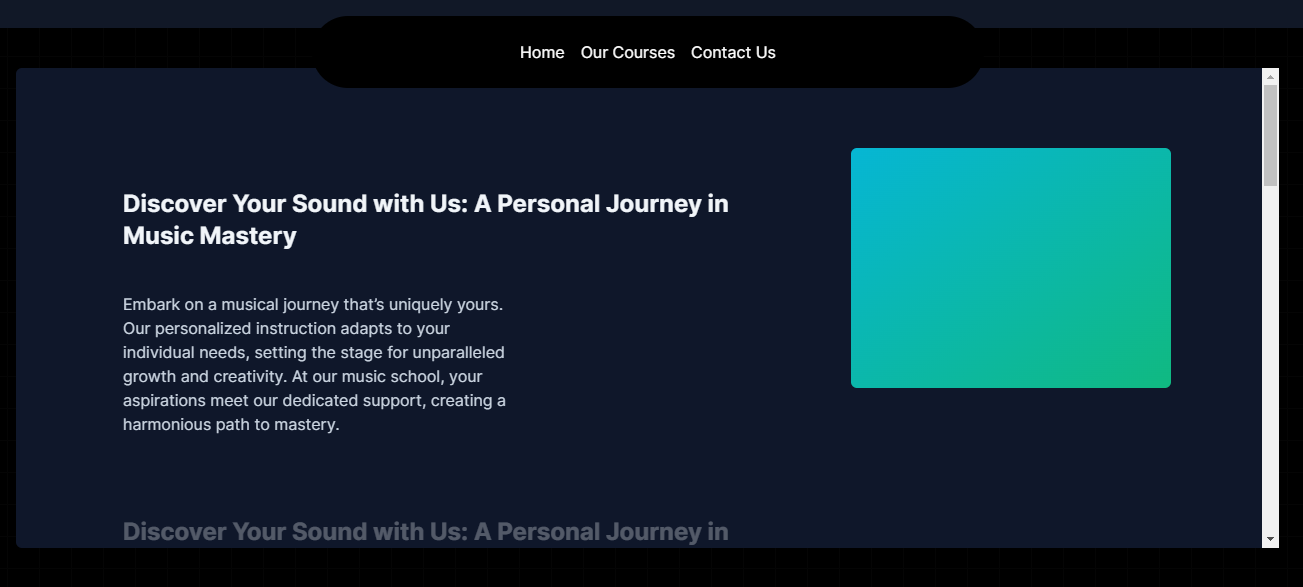 Home Our Courses Contact Us
Discover Your Sound with Us: A Personal Journey in
Music Mastery
Embark on a musical journey that’s uniquely yours.
Our personalized instruction adapts to your
individual needs, setting the stage for unparalleled
growth and creativity. At our music school, your
aspirations meet our dedicated support, creating a
harmonious path to mastery.
Discover Your Sound with Us: A Personal Journey in